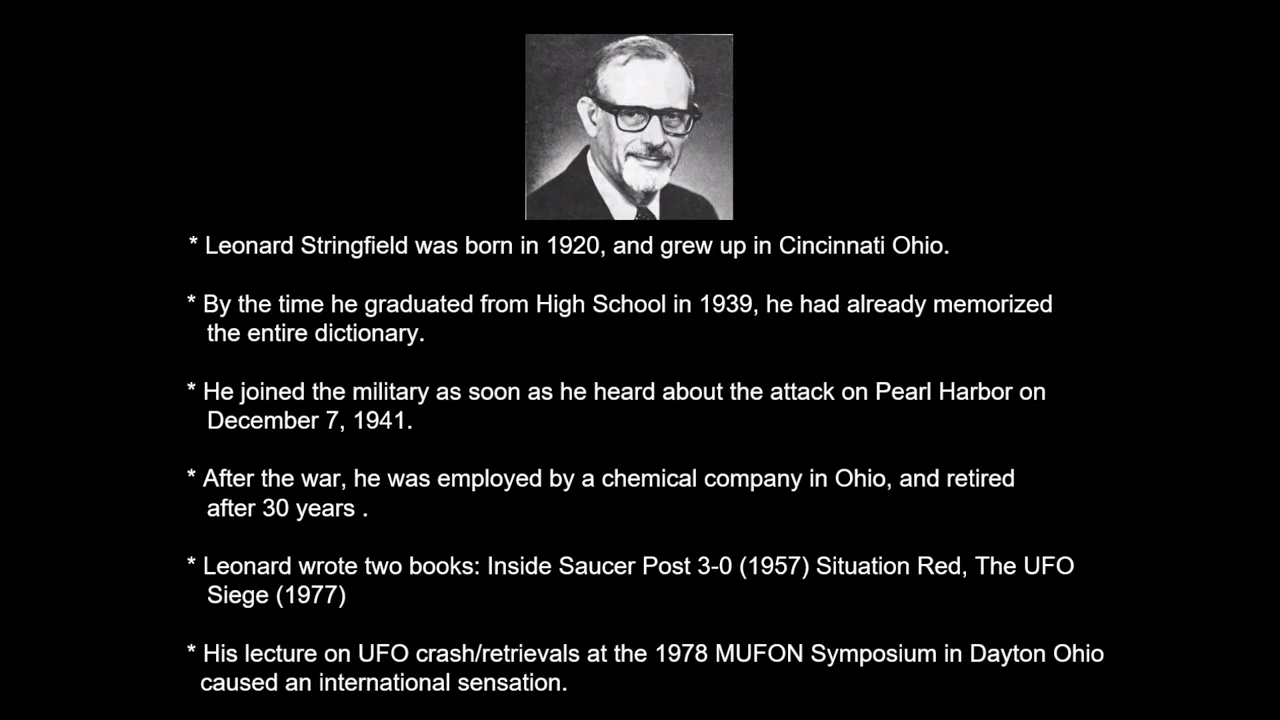 * Leonard Stringfield was born in 1920, and grew up in Cincinnati Ohio.
* By the time he graduated from High School in 1939, he had already memorized
the entire dictionary.
* He joined the military as soon as he heard about the attack on Pearl Harbor on
December 7, 1941.
* After the war, he was employed by a chemical company in Ohio, and retired
after 30 years .
* Leonard wrote two books: Inside Saucer Post 3-0 (1957) Situation Red, The UFO
Siege (1977)
* His lecture on UFO crash/retrievals at the 1978 MUFON Symposium in Dayton Ohio
caused an international sensation.